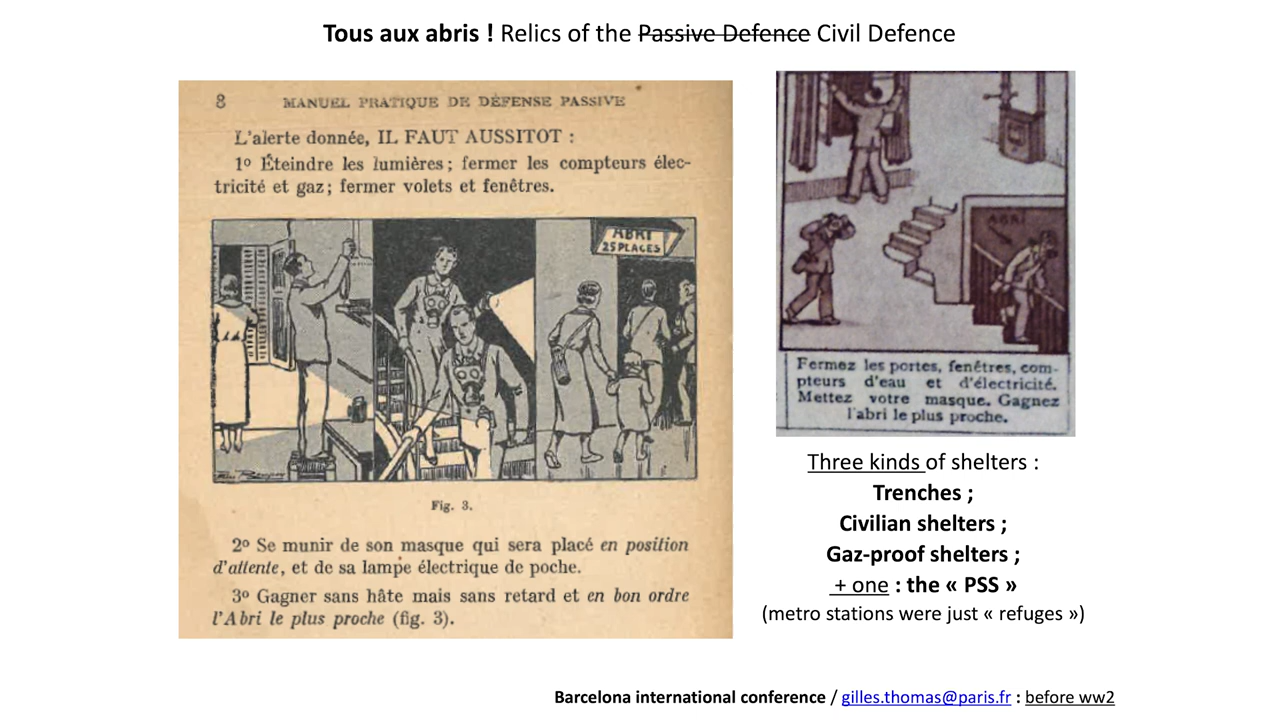 Tous aux abris ! Relics of the Passive Defence Civil Defence
8 MANUEL PRATIQUE DE DÉFENSE PASSIVE
L'alerte donnée, IL FAUT AUSSITOT :
1º Éteindre les lumières ; fermer les compteurs élec-
tricité et gaz ; fermer volets et fenêtres.
ABRI
25 PLACES
Fig. 3.
2º Se munir de son masque qui sera placé en position
d'attente, et de sa lampe électrique de poche.
3º Gagner sans hâte mais sans retard et en bon ordre
l'Abri le plus proche (fig. 3).
ABRI
Fermez les portes, fenêtres, com-
pteurs d'eau et d'électricité.
Mettez votre masque. Gagnez
l'abri le plus proche.
Three kinds of shelters :
Trenches ;
Civilian shelters ;
Gaz-proof shelters ;
+ one : the « PSS »
(metro stations were just « refuges »)
Barcelona international conference / gilles.thomas@paris.fr : before ww2